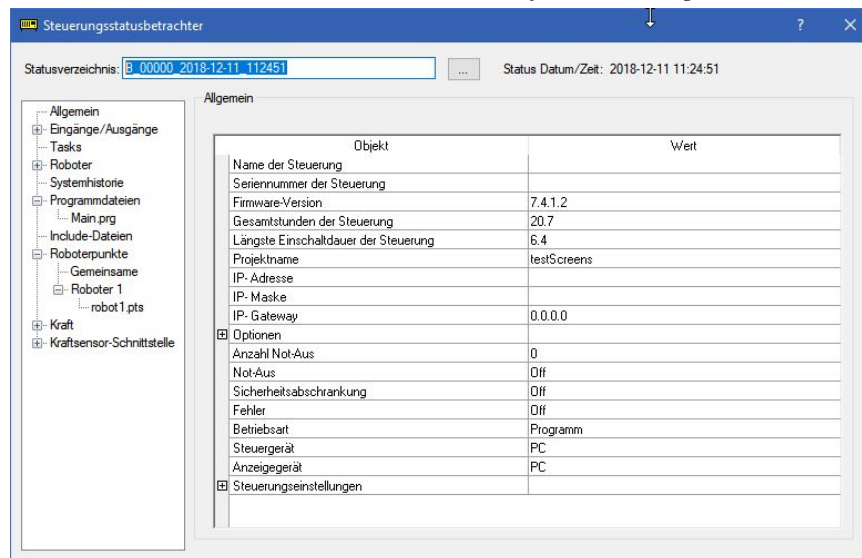 Steuerungsstatusbetrachter
Statusverzeichnis: B_00000_2018-12-11_112451 ... Status Datum/Zeit: 2018-12-11 11:24:51
Allgemein
Eingänge/Ausgänge
Tasks
Roboter
Systemhistorie
Programmdateien
Main.prg
Include-Dateien
Roboterpunkte
Gemeinsame
Roboter 1
robot1.pts
Kraft
Kraftsensor-Schnittstelle
Allgemein
Objekt Wert
Name der Steuerung
Seriennummer der Steuerung
Firmware-Version 7.4.1.2
Gesamtstunden der Steuerung 20.7
Längste Einschaltdauer der Steuerung 6.4
Projektname testScreens
IP- Adresse
IP- Maske
IP- Gateway 0.0.0.0
Optionen
Anzahl Not-Aus 0
Not-Aus Off
Sicherheitsabschrankung Off
Fehler Off
Betriebsart Programm
Steuergerät PC
Anzeigegerät PC
Steuerungseinstellungen